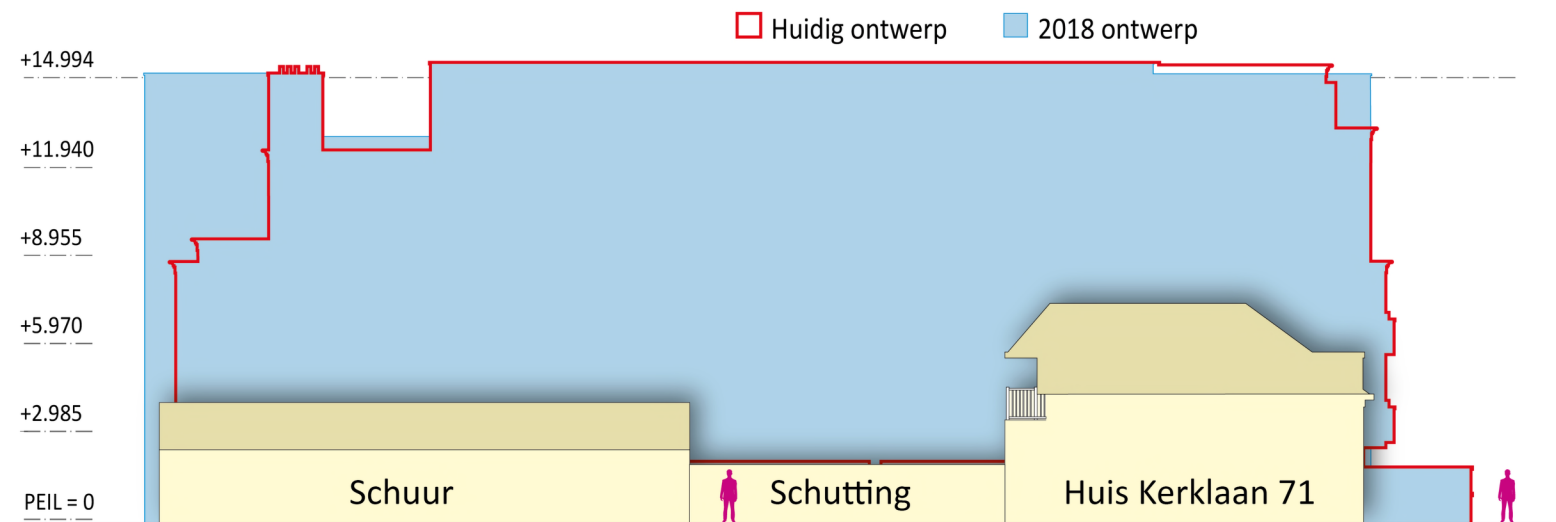 Huidig ontwerp
2018 ontwerp
+14.994
+11.940
+8.955
+5.970
+2.985
PEIL = 0
Schuur
Schutting
Huis Kerklaan 71